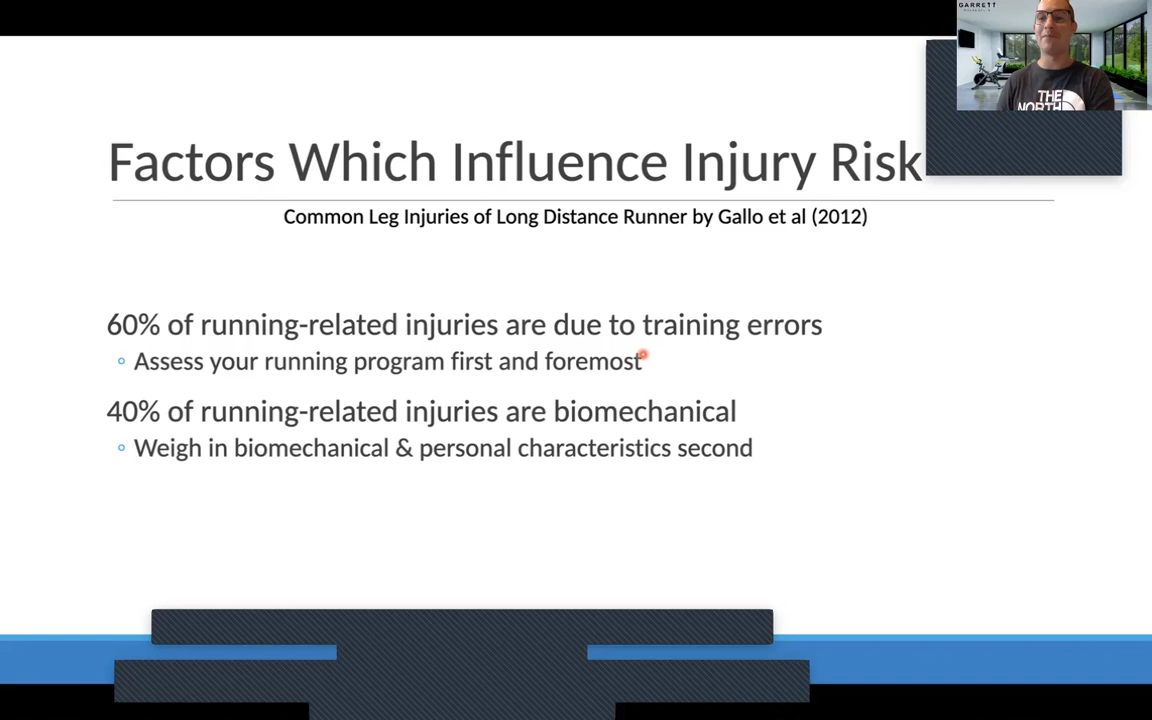 GARRETT
THE
NORTH
Factors Which Influence Injury Risk
Common Leg Injuries of Long Distance Runner by Gallo et al (2012)
60% of running-related injuries are due to training errors
◦ Assess your running program first and foremost
40% of running-related injuries are biomechanical
◦ Weigh in biomechanical & personal characteristics second